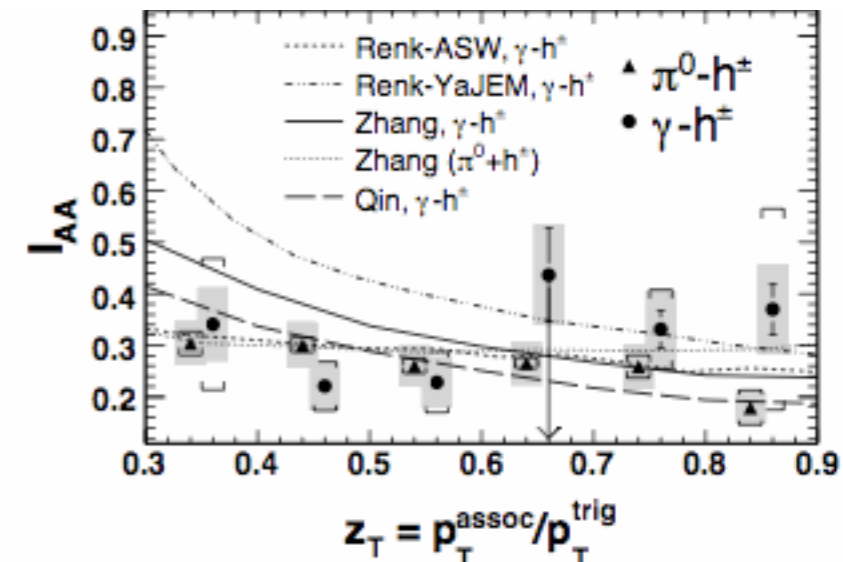 0.9
0.8
0.7
0.6
0.5
0.4
0.3
0.2
I_AA
Renk-ASW, γ-h±
Renk-YaJEM, γ-h±
Zhang, γ-h±
Zhang (π⁰+h±)
Qin, γ-h±
π⁰-h±
γ-h±
0.3 0.4 0.5 0.6 0.7 0.8 0.9
z_T = p_T^assoc/p_T^trig